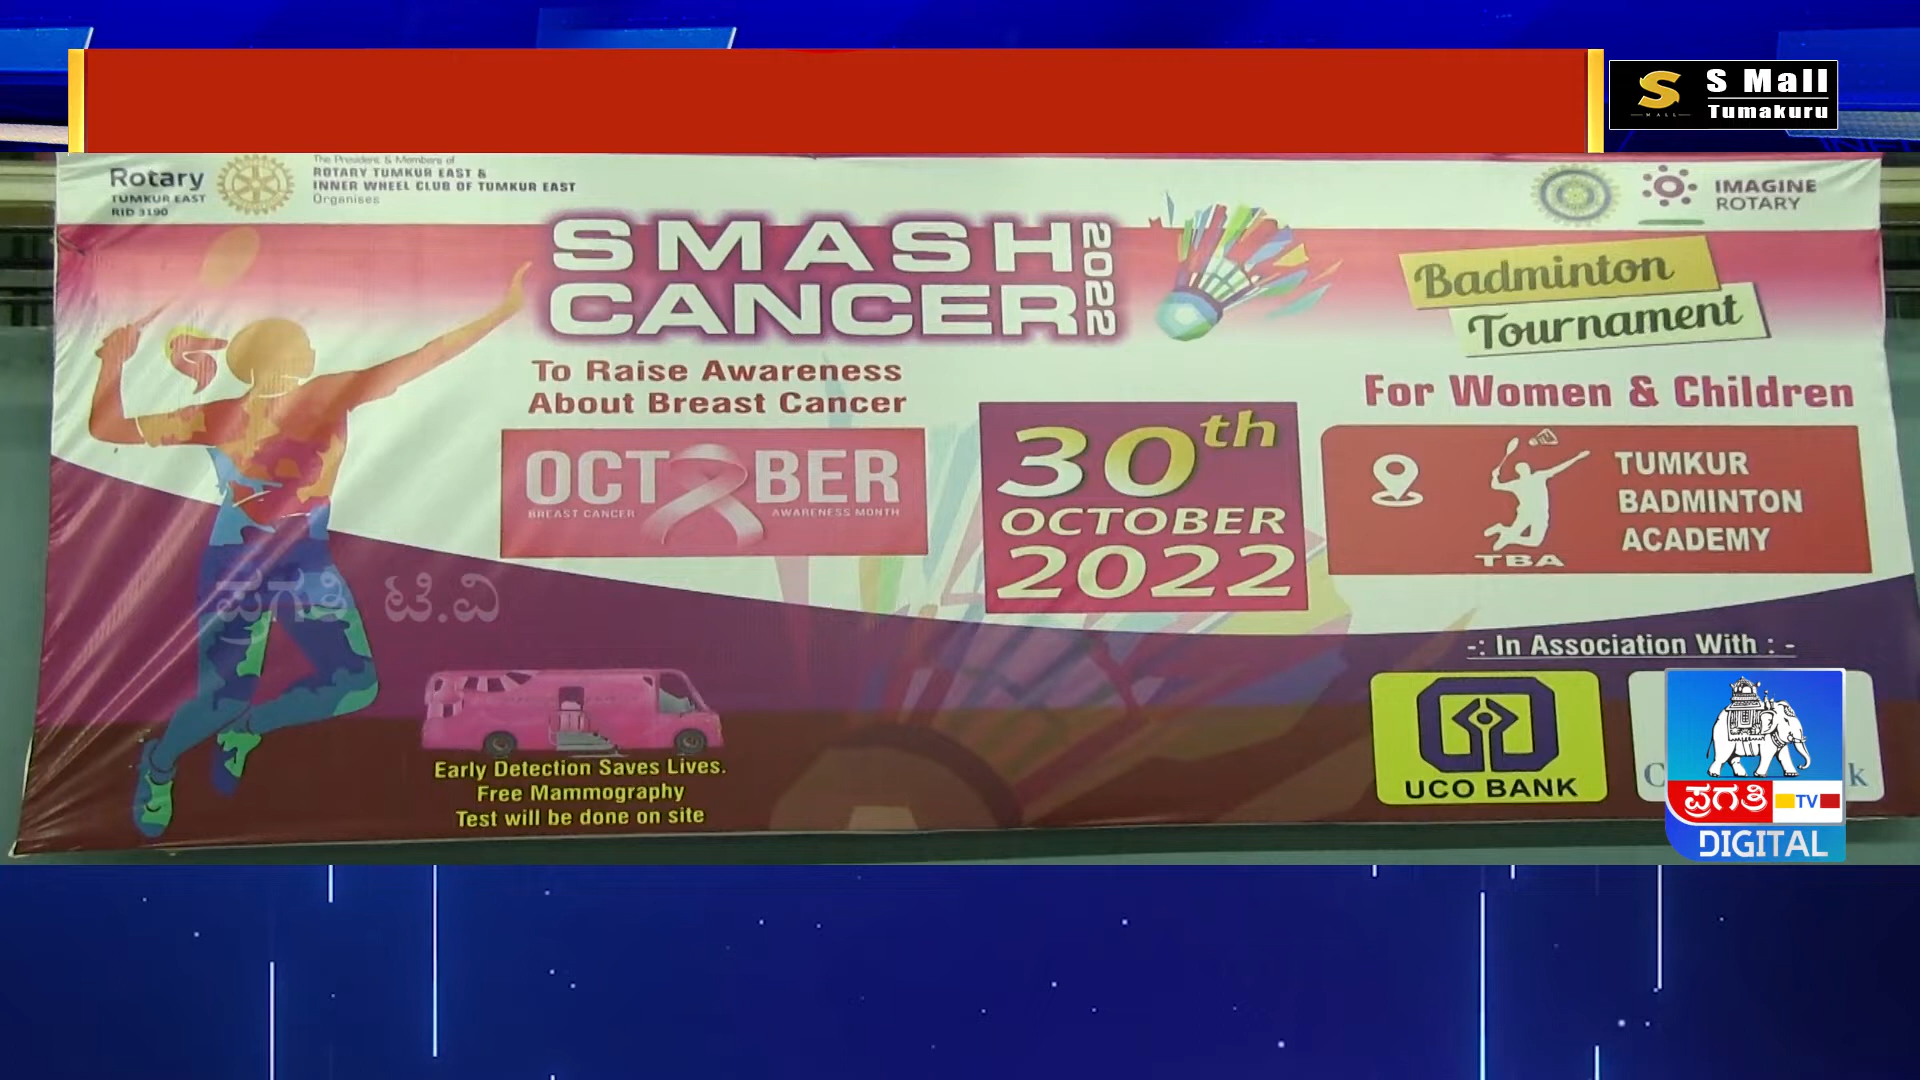 S Mall
Tumakuru
MALL
Rotary
TUMKUR EAST
RID 3190
The President & Members of
ROTARY TUMKUR EAST &
INNER WHEEL CLUB OF TUMKUR EAST
Organises
IMAGINE
ROTARY
SMASH
CANCER
2022
Badminton
Tournament
To Raise Awareness
About Breast Cancer
For Women & Children
OCTOBER
BREAST CANCER AWARENESS MONTH
30th
OCTOBER
2022
TBA
TUMKUR
BADMINTON
ACADEMY
ಪ್ರಗತಿ ಟಿ.ವಿ
-: In Association With : -
UCO BANK
Early Detection Saves Lives.
Free Mammography
Test will be done on site
ಪ್ರಗತಿ TV
DIGITAL